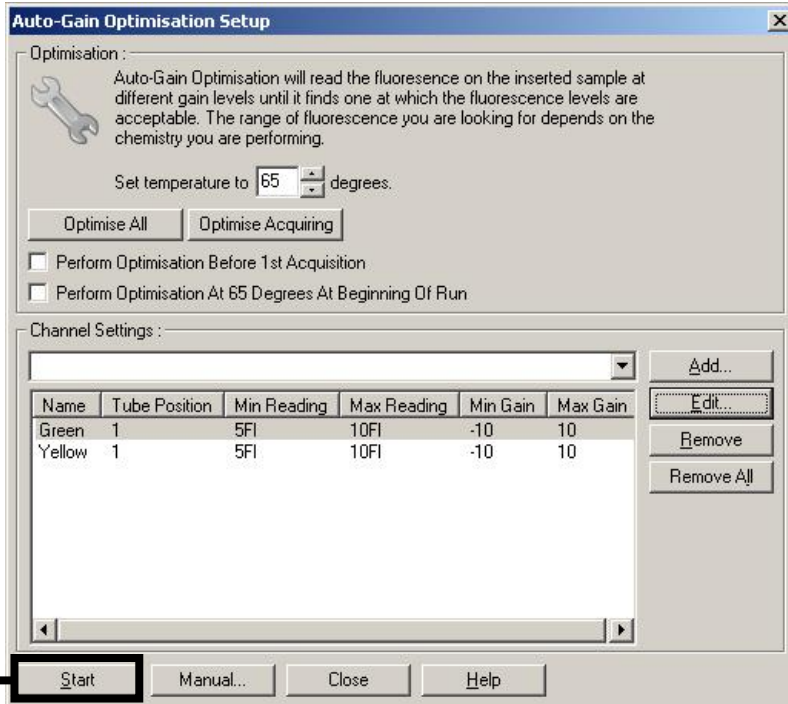 Auto-Gain Optimisation Setup
Optimisation :
Auto-Gain Optimisation will read the fluoresence on the inserted sample at
different gain levels until it finds one at which the fluorescence levels are
acceptable. The range of fluorescence you are looking for depends on the
chemistry you are performing.
Set temperature to 65 degrees.
Optimise All Optimise Acquiring
Perform Optimisation Before 1st Acquisition
Perform Optimisation At 65 Degrees At Beginning Of Run
Channel Settings :
Add...
Name Tube Position Min Reading Max Reading Min Gain Max Gain
Edit...
Green 1 5Fl 10Fl -10 10
Yellow 1 5Fl 10Fl -10 10
Remove
Remove All
Start Manual... Close Help